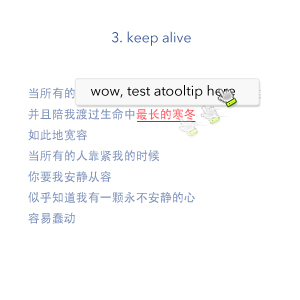 3. keep alive
当所有的
wow, test atooltip here
并且陪我渡过生命中最长的寒冬
如此地宽容
当所有的人靠紧我的时候
你要我安静从容
似乎知道我有一颗永不安静的心
容易蠢动